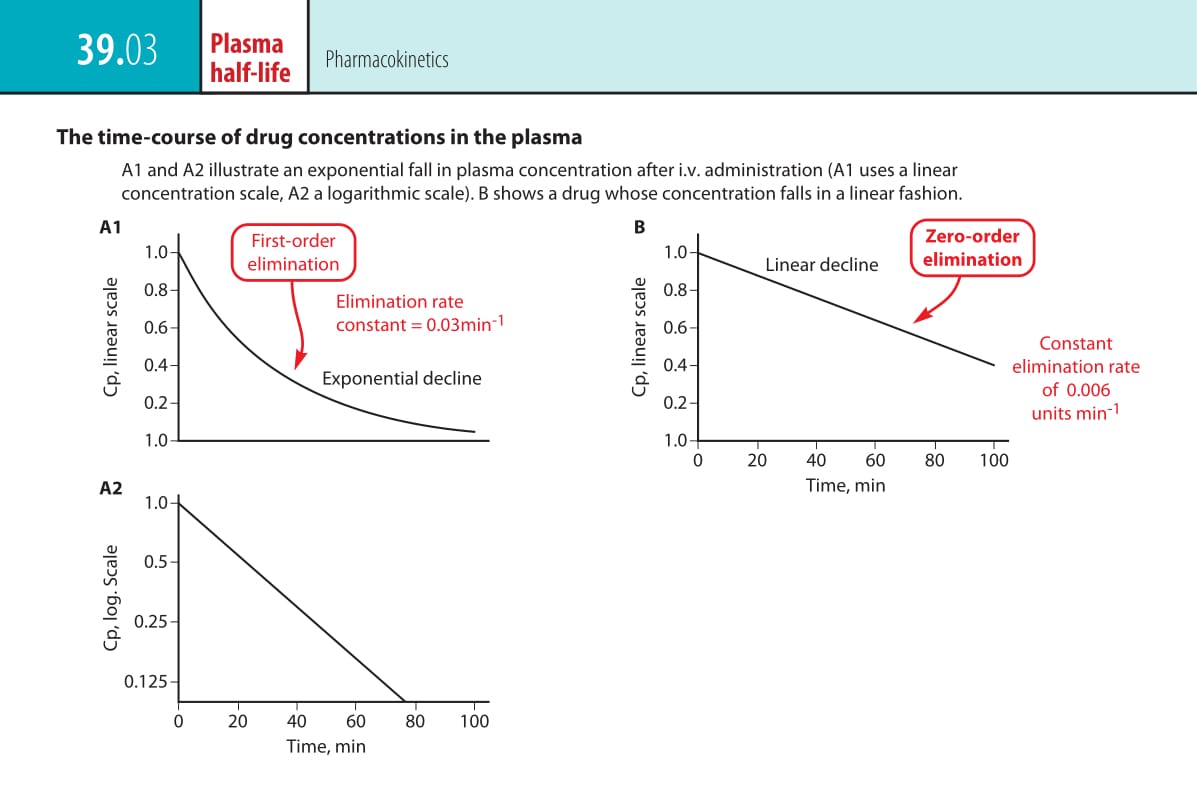 39.03
Plasma
half-life
Pharmacokinetics
The time-course of drug concentrations in the plasma
A1 and A2 illustrate an exponential fall in plasma concentration after i.v. administration (A1 uses a linear
concentration scale, A2 a logarithmic scale). B shows a drug whose concentration falls in a linear fashion.
A1
Cp, linear scale
1.0
0.8
0.6
0.4
0.2
1.0
First-order
elimination
Elimination rate
constant = 0.03min-1
Exponential decline
B
Cp, linear scale
1.0
0.8
0.6
0.4
0.2
1.0
Linear decline
Zero-order
elimination
Constant
elimination rate
of 0.006
units min-1
0 20 40 60 80 100
Time, min
A2
Cp, log. Scale
1.0
0.5
0.25
0.125
0 20 40 60 80 100
Time, min